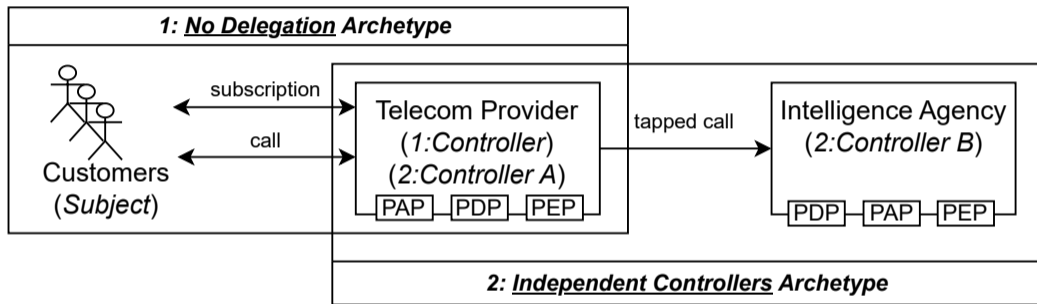 1: No Delegation Archetype
subscription
call
Customers
(Subject)
Telecom Provider
(1:Controller)
(2:Controller A)
PAP PDP PEP
tapped call
Intelligence Agency
(2:Controller B)
PDP PAP PEP
2: Independent Controllers Archetype